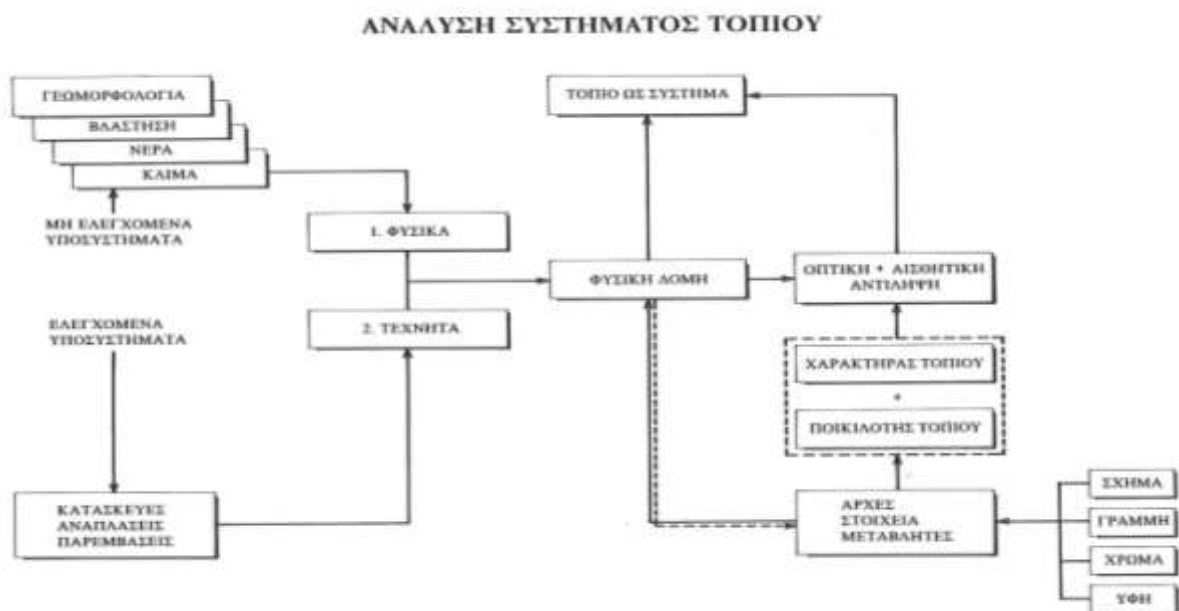 ΑΝΑΛΥΣΗ ΣΥΣΤΗΜΑΤΟΣ ΤΟΠΙΟΥ
ΓΕΩΜΟΡΦΟΛΟΓΙΑ
ΒΛΑΣΤΗΣΗ
ΝΕΡΑ
ΚΛΙΜΑ
ΜΗ ΕΛΕΓΧΟΜΕΝΑ
ΥΠΟΣΥΣΤΗΜΑΤΑ
ΕΛΕΓΧΟΜΕΝΑ
ΥΠΟΣΥΣΤΗΜΑΤΑ
ΚΑΤΑΣΚΕΥΕΣ
ΑΝΑΠΛΑΣΕΙΣ
ΠΑΡΕΜΒΑΣΕΙΣ
1. ΦΥΣΙΚΑ
2. ΤΕΧΝΗΤΑ
ΤΟΠΙΟ ΩΣ ΣΥΣΤΗΜΑ
ΦΥΣΙΚΗ ΔΟΜΗ
ΟΠΤΙΚΗ + ΑΙΣΘΗΤΙΚΗ
ΑΝΤΙΛΗΨΗ
ΧΑΡΑΚΤΗΡΑΣ ΤΟΠΙΟΥ
+
ΠΟΙΚΙΛΟΤΗΣ ΤΟΠΙΟΥ
ΑΡΧΕΣ
ΣΤΟΙΧΕΙΑ
ΜΕΤΑΒΛΗΤΕΣ
ΣΧΗΜΑ
ΓΡΑΜΜΗ
ΧΡΩΜΑ
ΥΦΗ